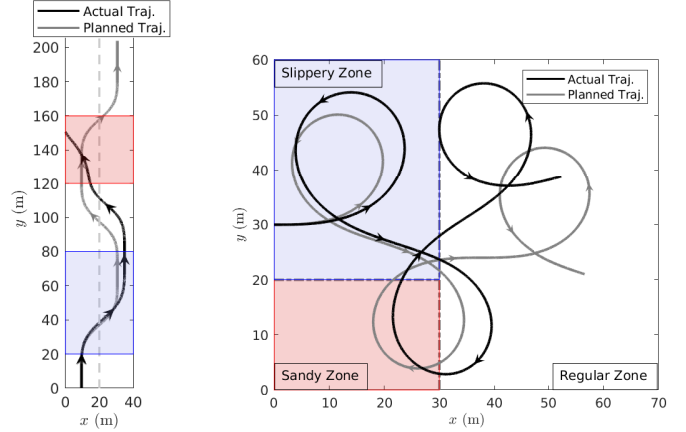 Actual Traj.
Planned Traj.
200
180
160
140
120
100
80
60
40
20
0
y (m)
0 20 40
x (m)
60
50
40
30
20
10
0
y (m)
Slippery Zone
Actual Traj.
Planned Traj.
Sandy Zone
Regular Zone
0 10 20 30 40 50 60 70
x (m)